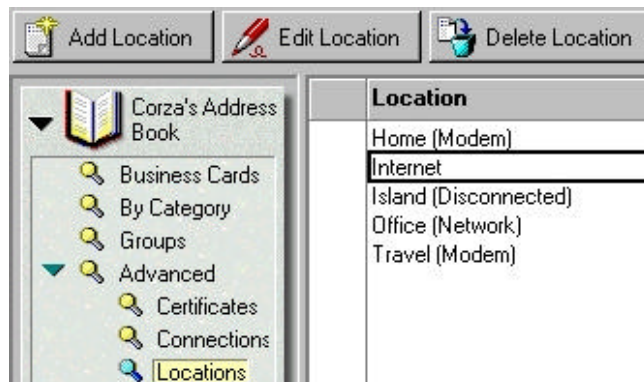 Add Location
Edit Location
Delete Location
Corza's Address
Book
Business Cards
By Category
Groups
Advanced
Certificates
Connections
Locations
Location
Home (Modem)
Internet
Island (Disconnected)
Office (Network)
Travel (Modem)